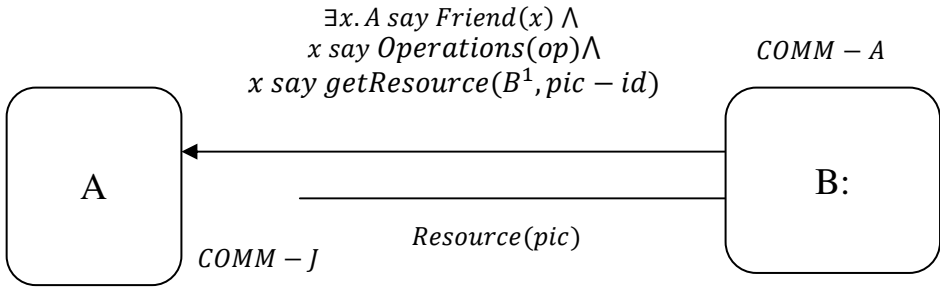 ∃x. A say Friend(x) ⋀
x say Operations(op)⋀
x say getResource(B¹, pic − id)
COMM − A
A
B:
Resource(pic)
COMM − J